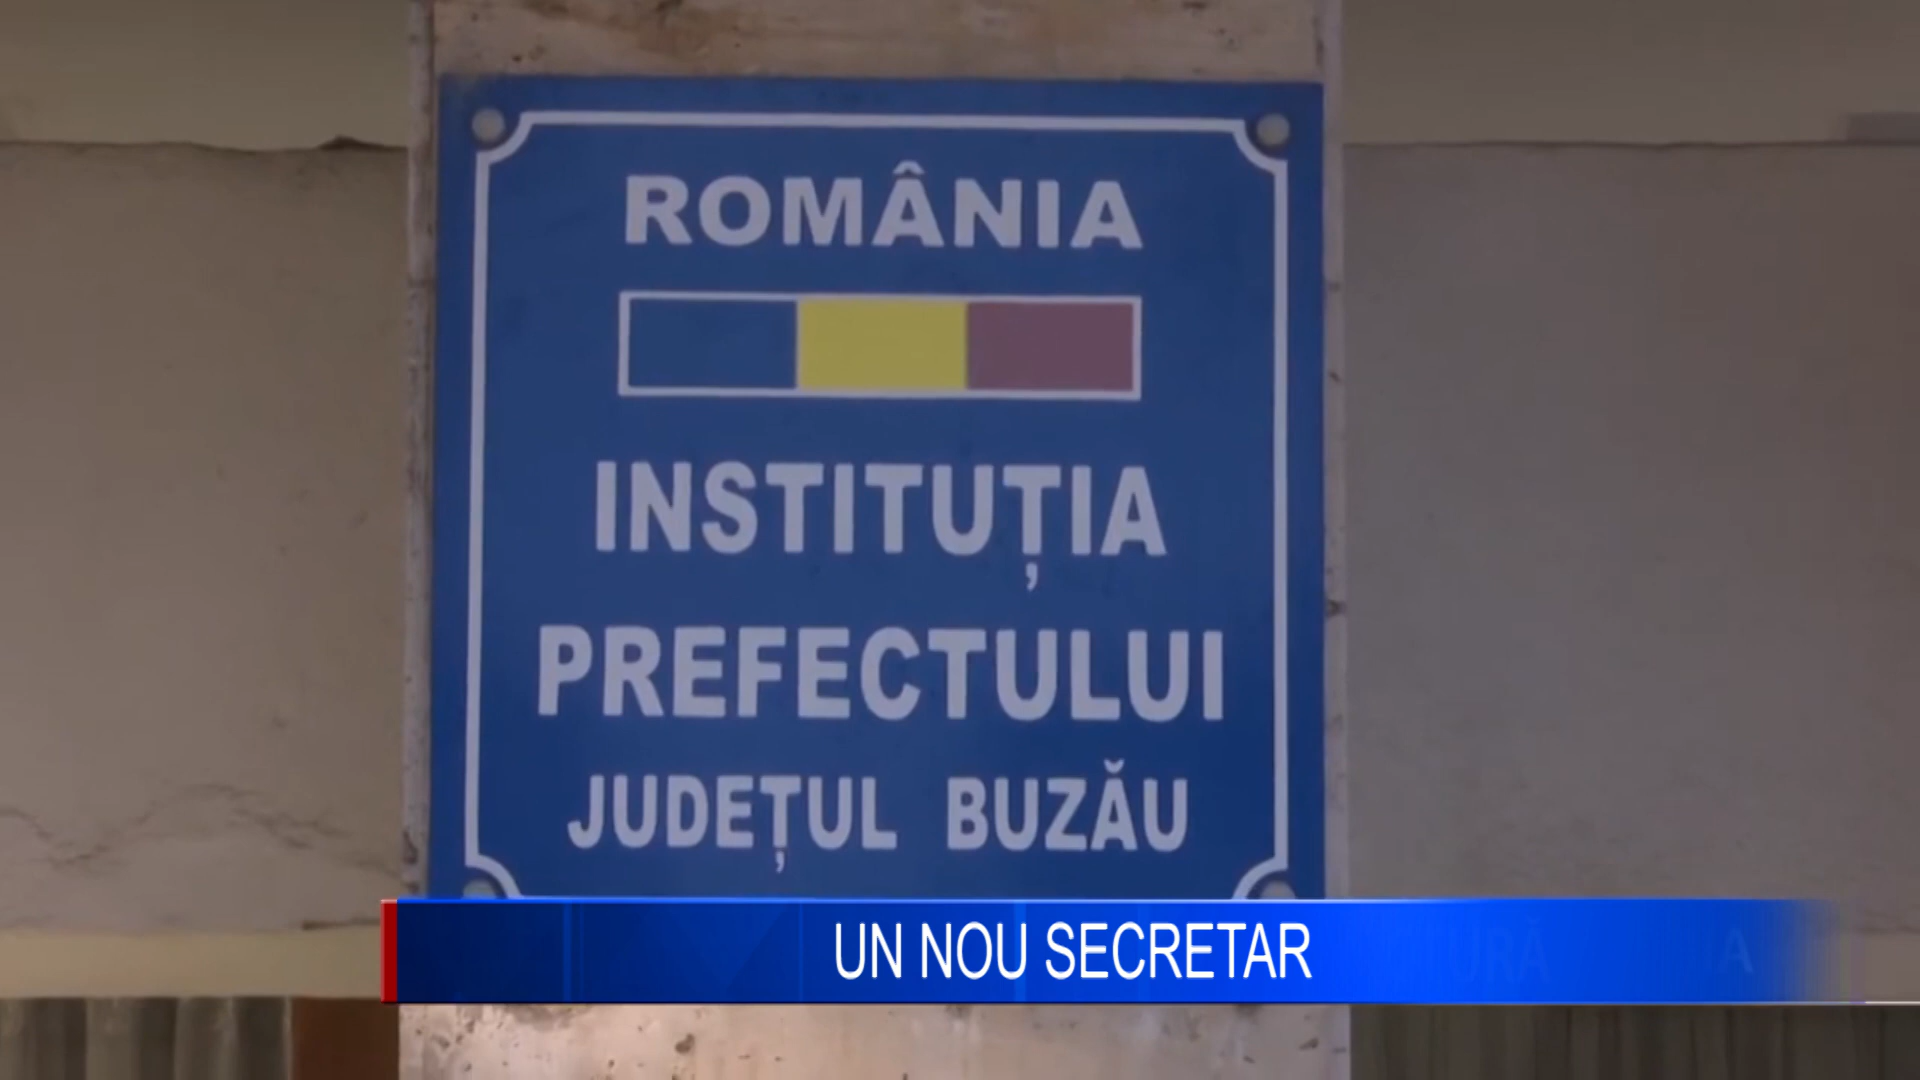 ROMÂNIA
INSTITUȚIA
PREFECTULUI
JUDEȚUL BUZĂU
UN NOU SECRETAR